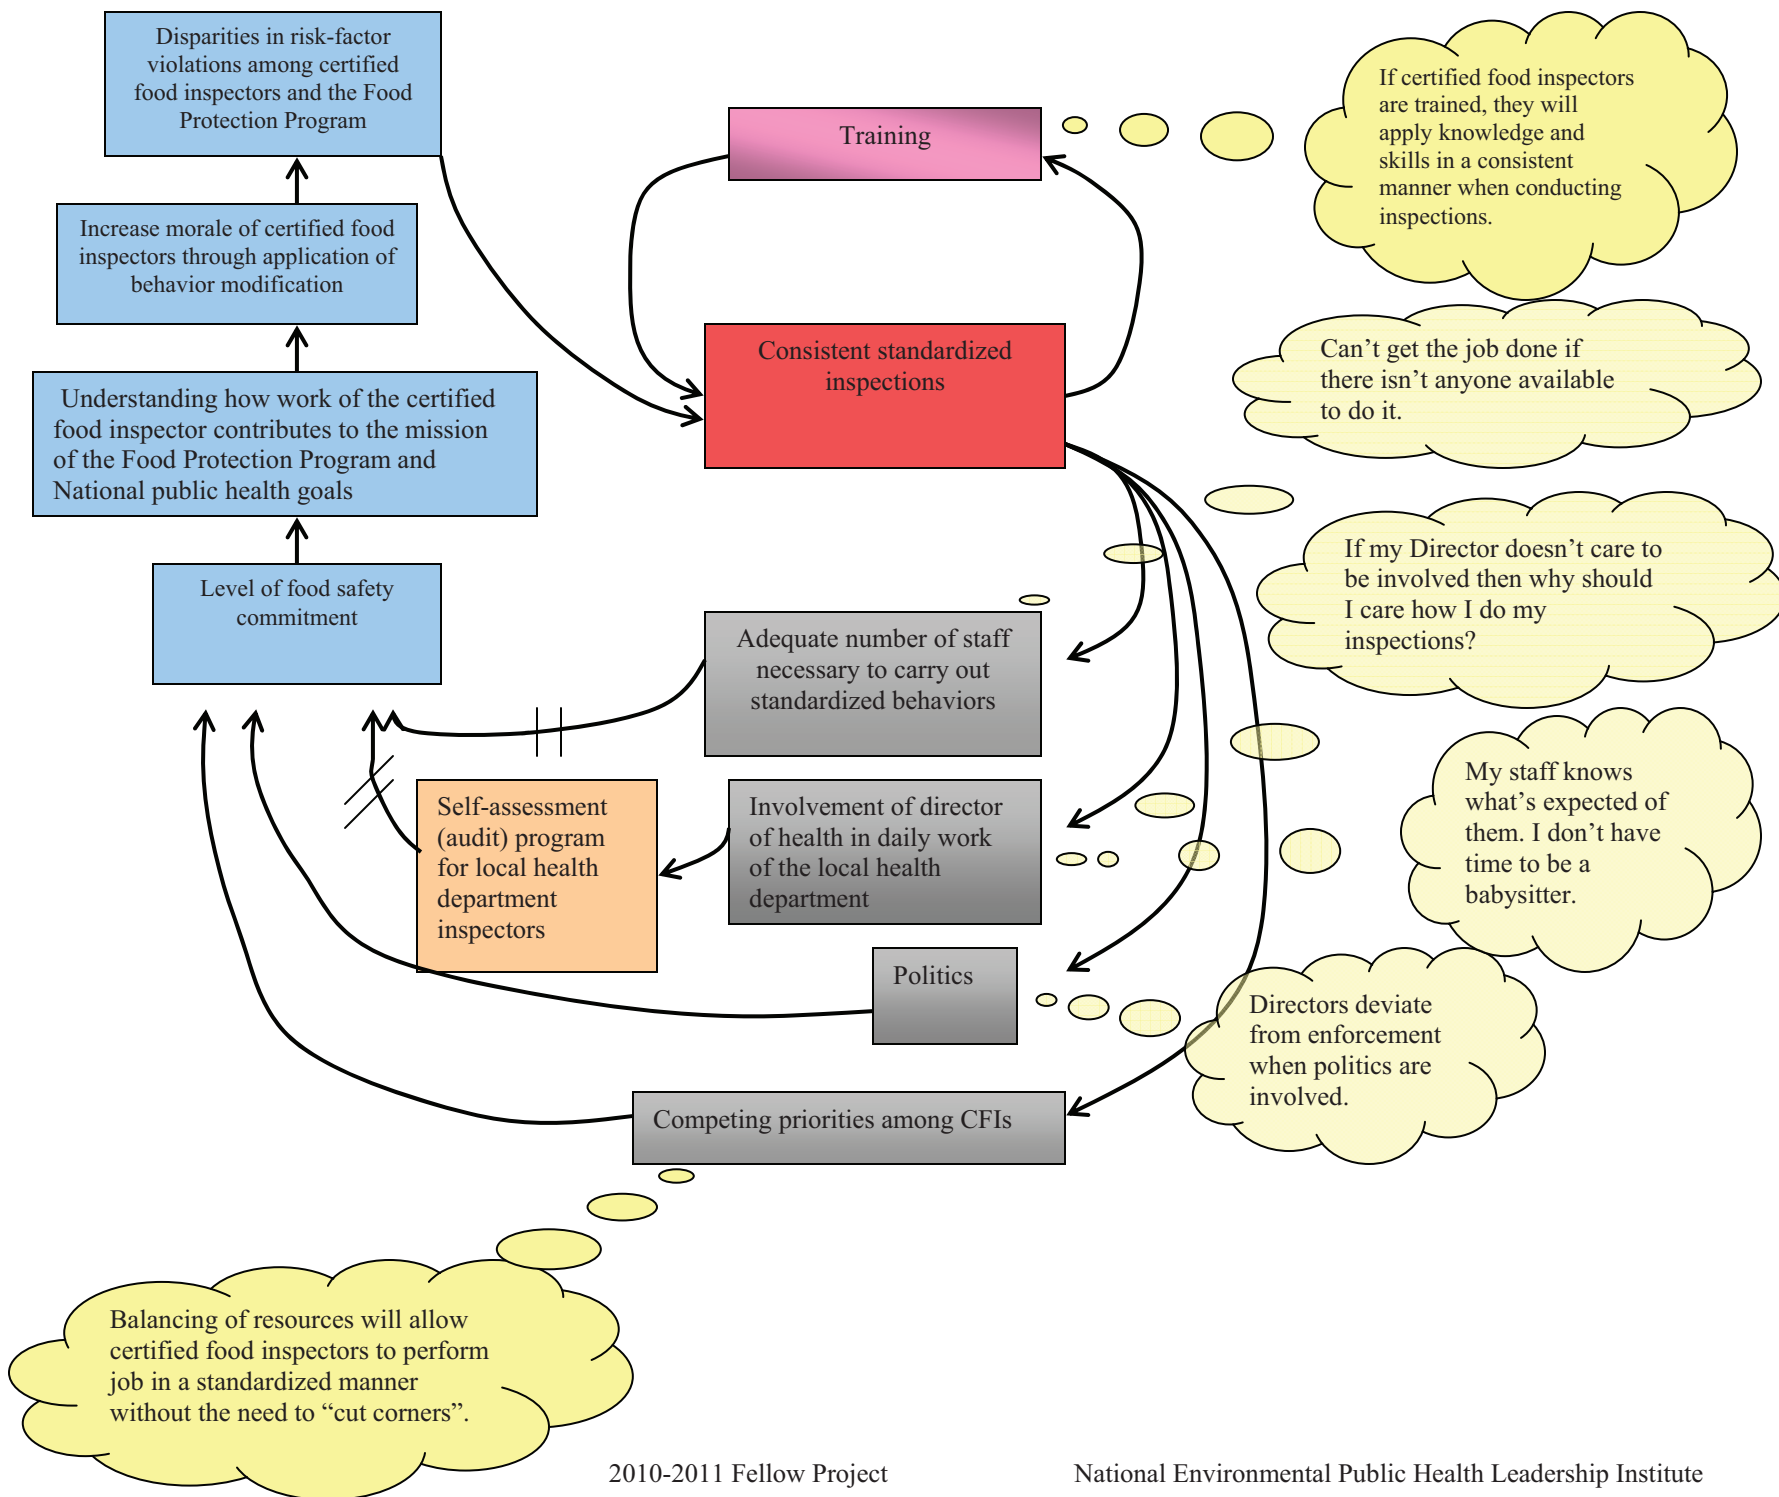 Disparities in risk-factor
violations among certified
food inspectors and the Food
Protection Program
Increase morale of certified food
inspectors through application of
behavior modification
Understanding how work of the certified
food inspector contributes to the mission
of the Food Protection Program and
National public health goals
Level of food safety
commitment
Training
Consistent standardized
inspections
Adequate number of staff
necessary to carry out
standardized behaviors
Self-assessment
(audit) program
for local health
department
inspectors
Involvement of director
of health in daily work
of the local health
department
Politics
Competing priorities among CFIs
If certified food inspectors
are trained, they will
apply knowledge and
skills in a consistent
manner when conducting
inspections.
Can’t get the job done if
there isn’t anyone available
to do it.
If my Director doesn’t care to
be involved then why should
I care how I do my
inspections?
My staff knows
what’s expected of
them. I don’t have
time to be a
babysitter.
Directors deviate
from enforcement
when politics are
involved.
Balancing of resources will allow
certified food inspectors to perform
job in a standardized manner
without the need to “cut corners”.
2010-2011 Fellow Project
National Environmental Public Health Leadership Institute